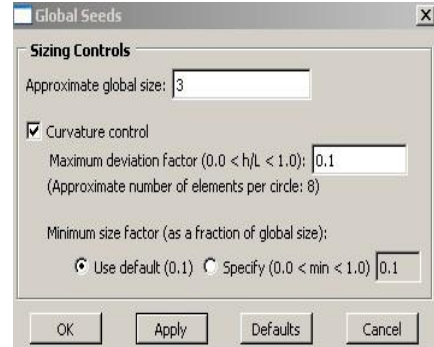 Global Seeds
Sizing Controls
Approximate global size: 3
Curvature control
Maximum deviation factor (0.0 < h/L < 1.0): 0.1
(Approximate number of elements per circle: 8)
Minimum size factor (as a fraction of global size):
Use default (0.1) Specify (0.0 < min < 1.0) 0.1
OK Apply Defaults Cancel